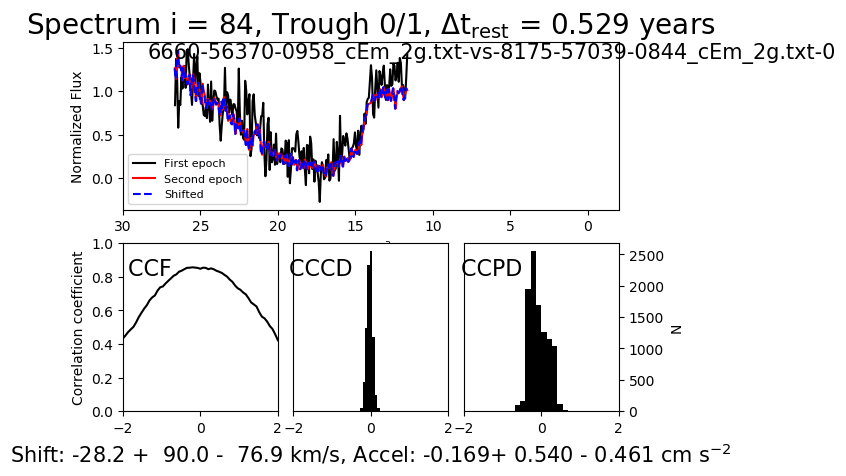 Spectrum i = 84, Trough 0/1, Δt_rest = 0.529 years
6660-56370-0958_cEm_2g.txt-vs-8175-57039-0844_cEm_2g.txt-0
Normalized Flux
1.5
1.0
0.5
0.0
First epoch
Second epoch
Shifted
30 25 20 15 10 5 0
Correlation coefficient
1.0
0.8
0.6
0.4
0.2
0.0
CCF
−2 0 2
CCCD
−2 0 2
CCPD
−2 0 2
2500
2000
1500
1000
500
0
N
Shift: -28.2 + 90.0 - 76.9 km/s, Accel: -0.169+ 0.540 - 0.461 cm s⁻²